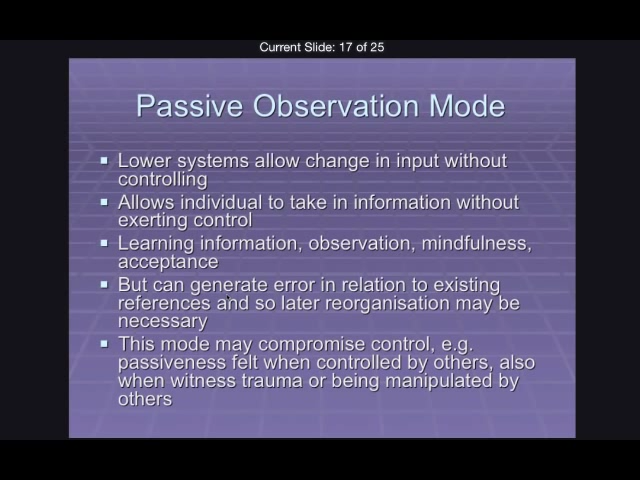 Current Slide: 17 of 25
Passive Observation Mode
Lower systems allow change in input without
controlling
Allows individual to take in information without
exerting control
Learning information, observation, mindfulness,
acceptance
But can generate error in relation to existing
references and so later reorganisation may be
necessary
This mode may compromise control, e.g.
passiveness felt when controlled by others, also
when witness trauma or being manipulated by
others